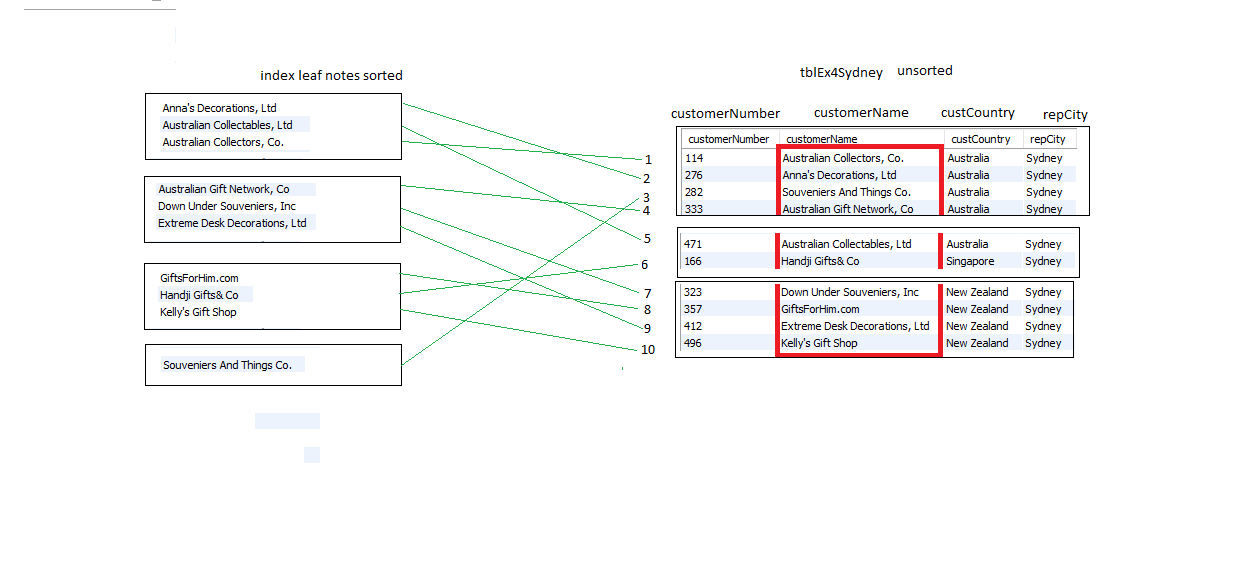 index leaf notes sorted
Anna's Decorations, Ltd
Australian Collectables, Ltd
Australian Collectors, Co.
Australian Gift Network, Co
Down Under Souveniers, Inc
Extreme Desk Decorations, Ltd
GiftsForHim.com
Handji Gifts& Co
Kelly's Gift Shop
Souveniers And Things Co.
1
2
3
4
5
6
7
8
9
10
tblEx4Sydney unsorted
customerNumber customerName custCountry repCity
customerNumber customerName custCountry repCity
114 Australian Collectors, Co. Australia Sydney
276 Anna's Decorations, Ltd Australia Sydney
282 Souveniers And Things Co. Australia Sydney
333 Australian Gift Network, Co Australia Sydney
471 Australian Collectables, Ltd Australia Sydney
166 Handji Gifts& Co Singapore Sydney
323 Down Under Souveniers, Inc New Zealand Sydney
357 GiftsForHim.com New Zealand Sydney
412 Extreme Desk Decorations, Ltd New Zealand Sydney
496 Kelly's Gift Shop New Zealand Sydney